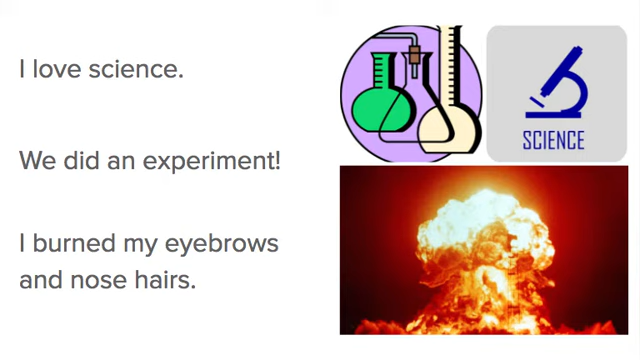 I love science.
SCIENCE
We did an experiment!
I burned my eyebrows
and nose hairs.